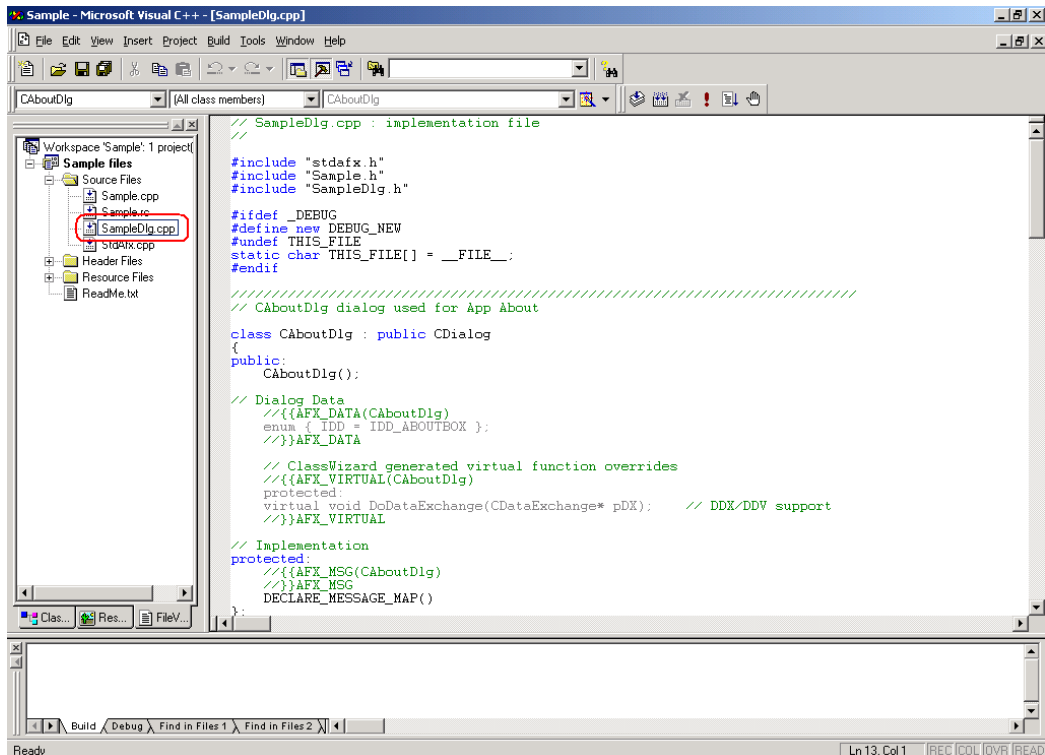 Sample - Microsoft Visual C++ - [SampleDlg.cpp]
File Edit View Insert Project Build Tools Window Help
CAboutDlg
(All class members)
CAboutDlg
Workspace 'Sample': 1 project(
Sample files
Source Files
Sample.cpp
Sample.rc
SampleDlg.cpp
StdAfx.cpp
Header Files
Resource Files
ReadMe.txt
Clas...
Res...
FileV...
// SampleDlg.cpp : implementation file
//
#include "stdafx.h"
#include "Sample.h"
#include "SampleDlg.h"
#ifdef _DEBUG
#define new DEBUG_NEW
#undef THIS_FILE
static char THIS_FILE[] = __FILE__;
#endif
/////////////////////////////////////////////////////////////////////////////
// CAboutDlg dialog used for App About
class CAboutDlg : public CDialog
{
public:
CAboutDlg();
// Dialog Data
//{{AFX_DATA(CAboutDlg)
enum { IDD = IDD_ABOUTBOX };
//}}AFX_DATA
// ClassWizard generated virtual function overrides
//{{AFX_VIRTUAL(CAboutDlg)
protected:
virtual void DoDataExchange(CDataExchange* pDX); // DDX/DDV support
//}}AFX_VIRTUAL
// Implementation
protected:
//{{AFX_MSG(CAboutDlg)
//}}AFX_MSG
DECLARE_MESSAGE_MAP()
};
Build Debug Find in Files 1 Find in Files 2
Ready
Ln 13, Col 1 REC COL OVR READ